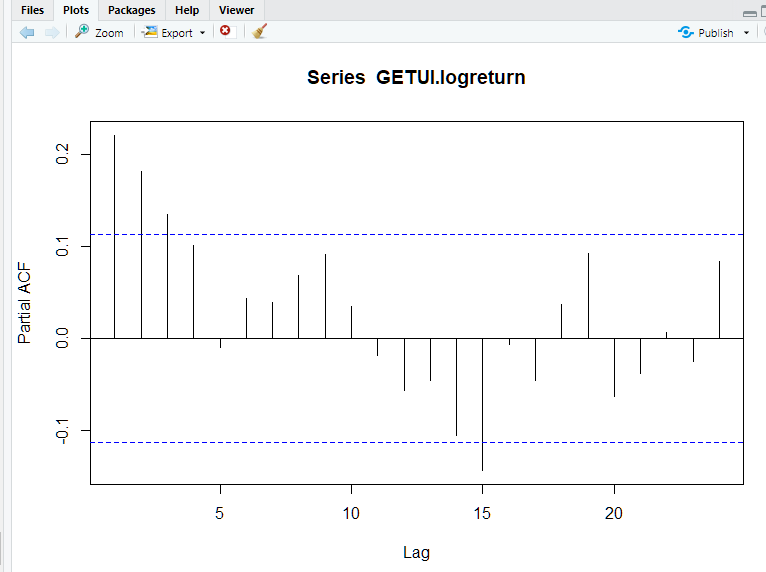 Files Plots Packages Help Viewer
Zoom Export Publish
Series GETUI.logreturn
Partial ACF
0.2
0.1
0.0
-0.1
5 10 15 20
Lag